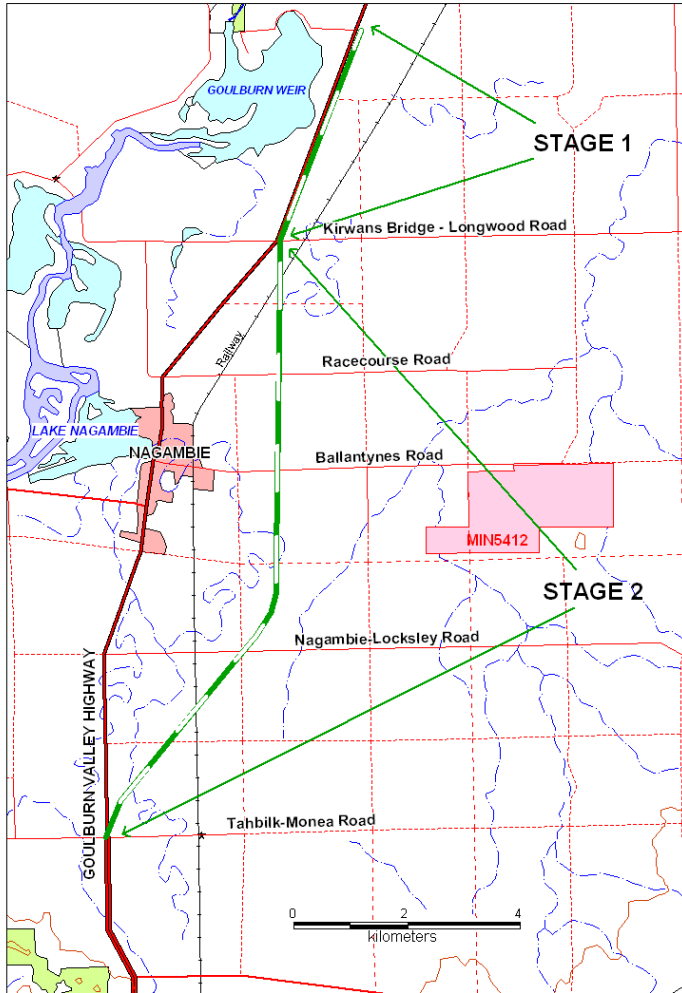 GOULBURN WEIR
STAGE 1
Kirwans Bridge - Longwood Road
Railway
Racecourse Road
LAKE NAGAMBIE
NAGAMBIE
Ballantynes Road
MIN5412
STAGE 2
Nagambie-Locksley Road
GOULBURN VALLEY HIGHWAY
Tahbilk-Monea Road
0 2 4
kilometers